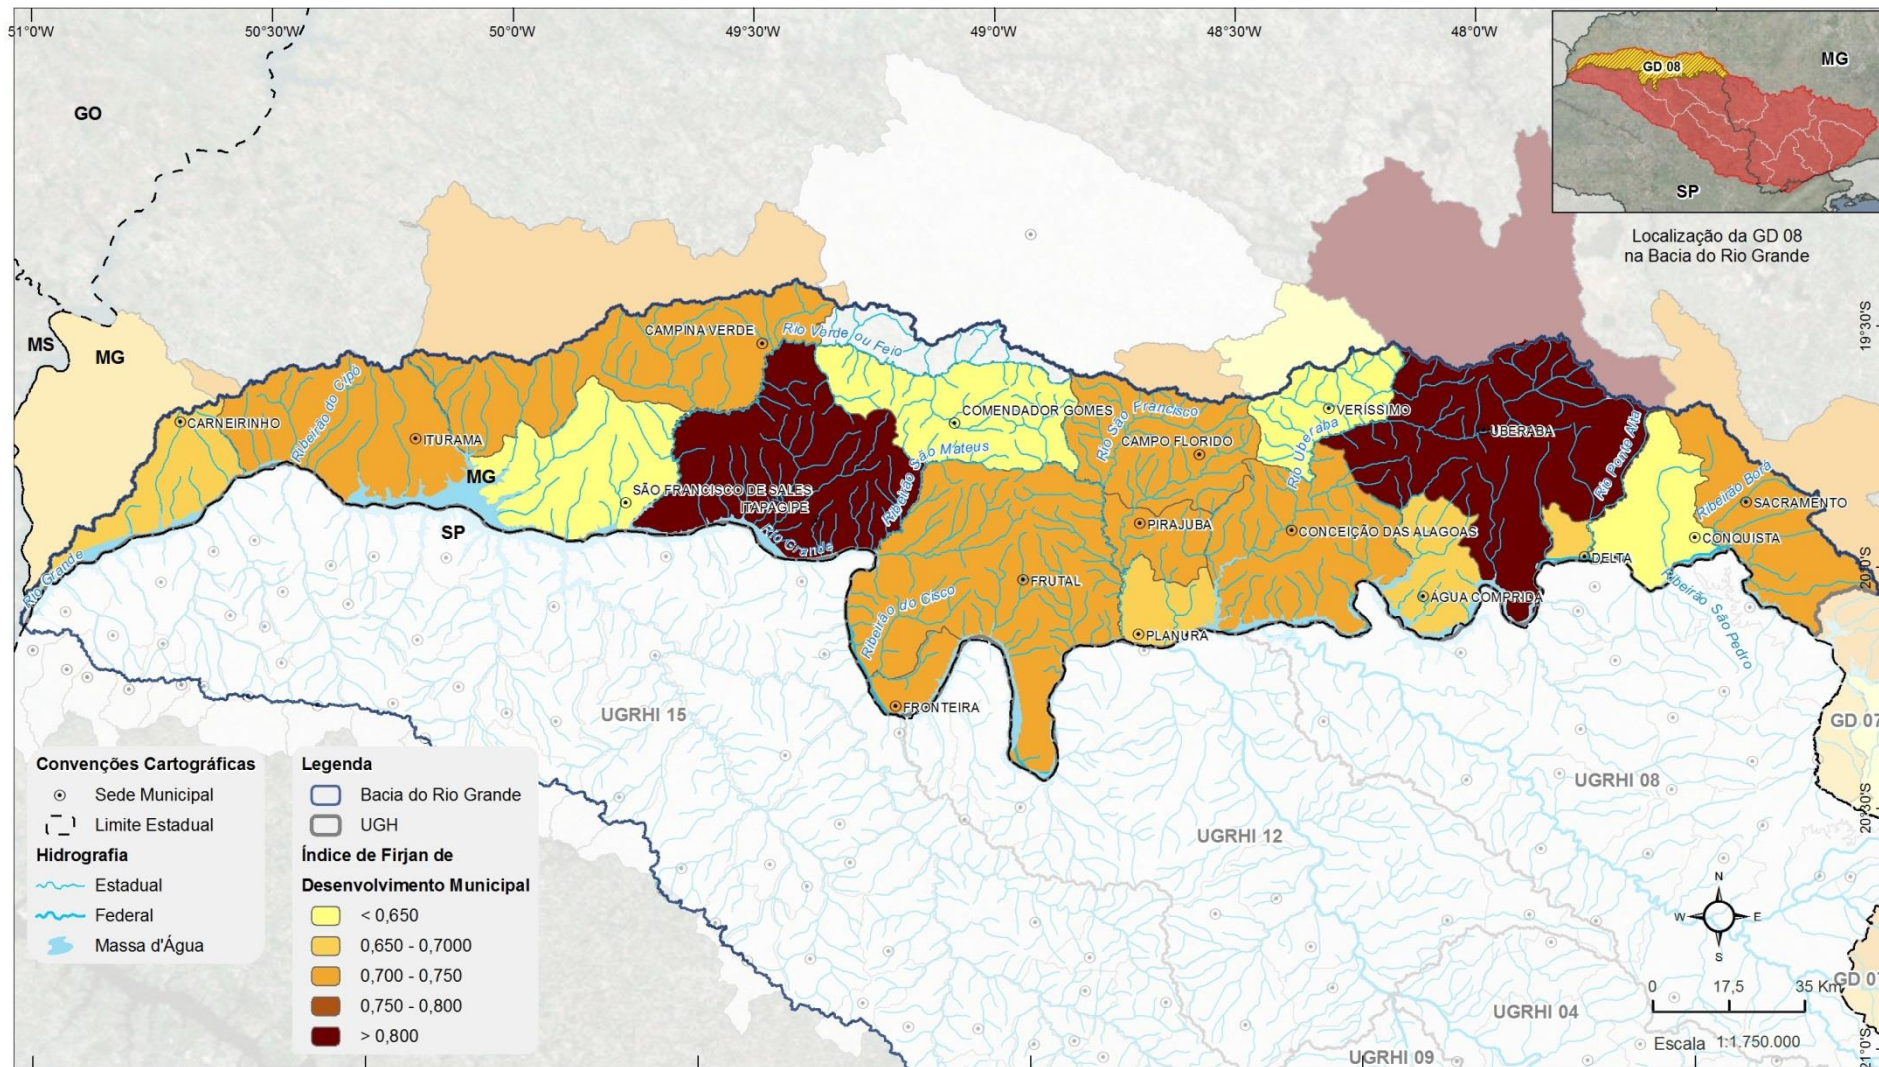 51°0'W
50°30'W
50°0'W
49°30'W
49°0'W
48°30'W
48°0'W
GO
MS
MG
GD 08
MG
SP
Localização da GD 08
na Bacia do Rio Grande
19°30'S
20°0'S
20°30'S
21°0'S
CAMPINA VERDE
Rio Verde ou Feio
Ribeirão do Cipó
CARNEIRINHO
ITURAMA
COMENDADOR GOMES
Rio São Francisco
CAMPO FLORIDO
VERÍSSIMO
Rio Uberaba
UBERABA
Rio Ponte Alta
MG
SÃO FRANCISCO DE SALES
ITAPAGIPE
Ribeirão São Mateus
Ribeirão Borá
SACRAMENTO
SP
Rio Grande
PIRAJUBA
CONCEIÇÃO DAS ALAGOAS
CONQUISTA
DELTA
Rio Grande
FRUTAL
ÁGUA COMPRIDA
Ribeirão do Cisco
PLANURA
Ribeirão São Pedro
FRONTEIRA
UGRHI 15
GD 07
UGRHI 08
UGRHI 12
GD 07
UGRHI 04
UGRHI 09
Convenções Cartográficas
Sede Municipal
Limite Estadual
Hidrografia
Estadual
Federal
Massa d'Água
Legenda
Bacia do Rio Grande
UGH
Índice de Firjan de
Desenvolvimento Municipal
< 0,650
0,650 - 0,7000
0,700 - 0,750
0,750 - 0,800
> 0,800
N
W
E
S
0 17,5 35 Km
Escala 1:1.750.000